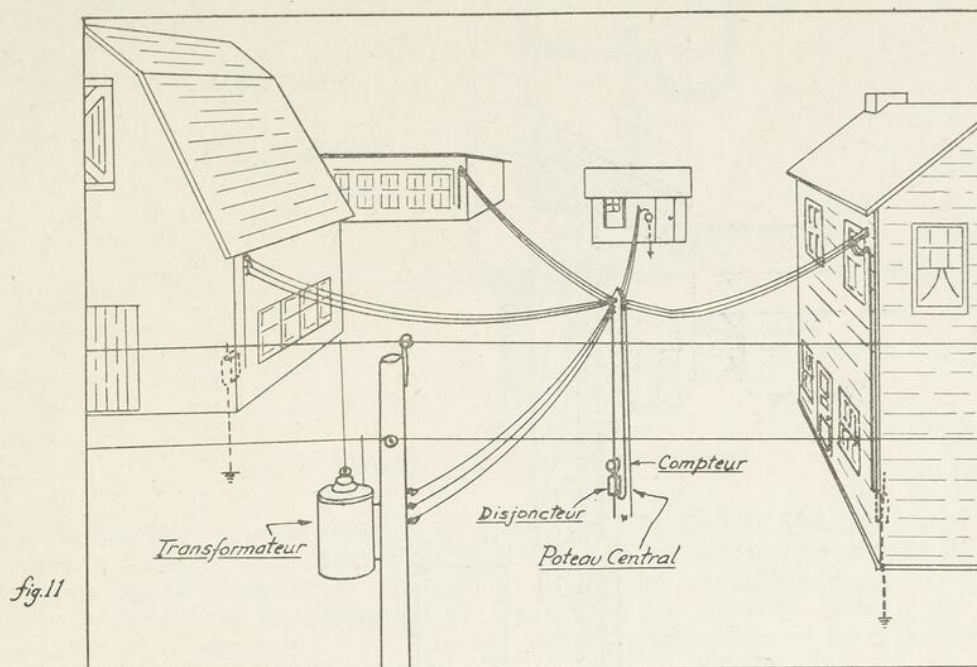 Compteur
Disjoncteur
Transformateur
Poteau Central
fig.11